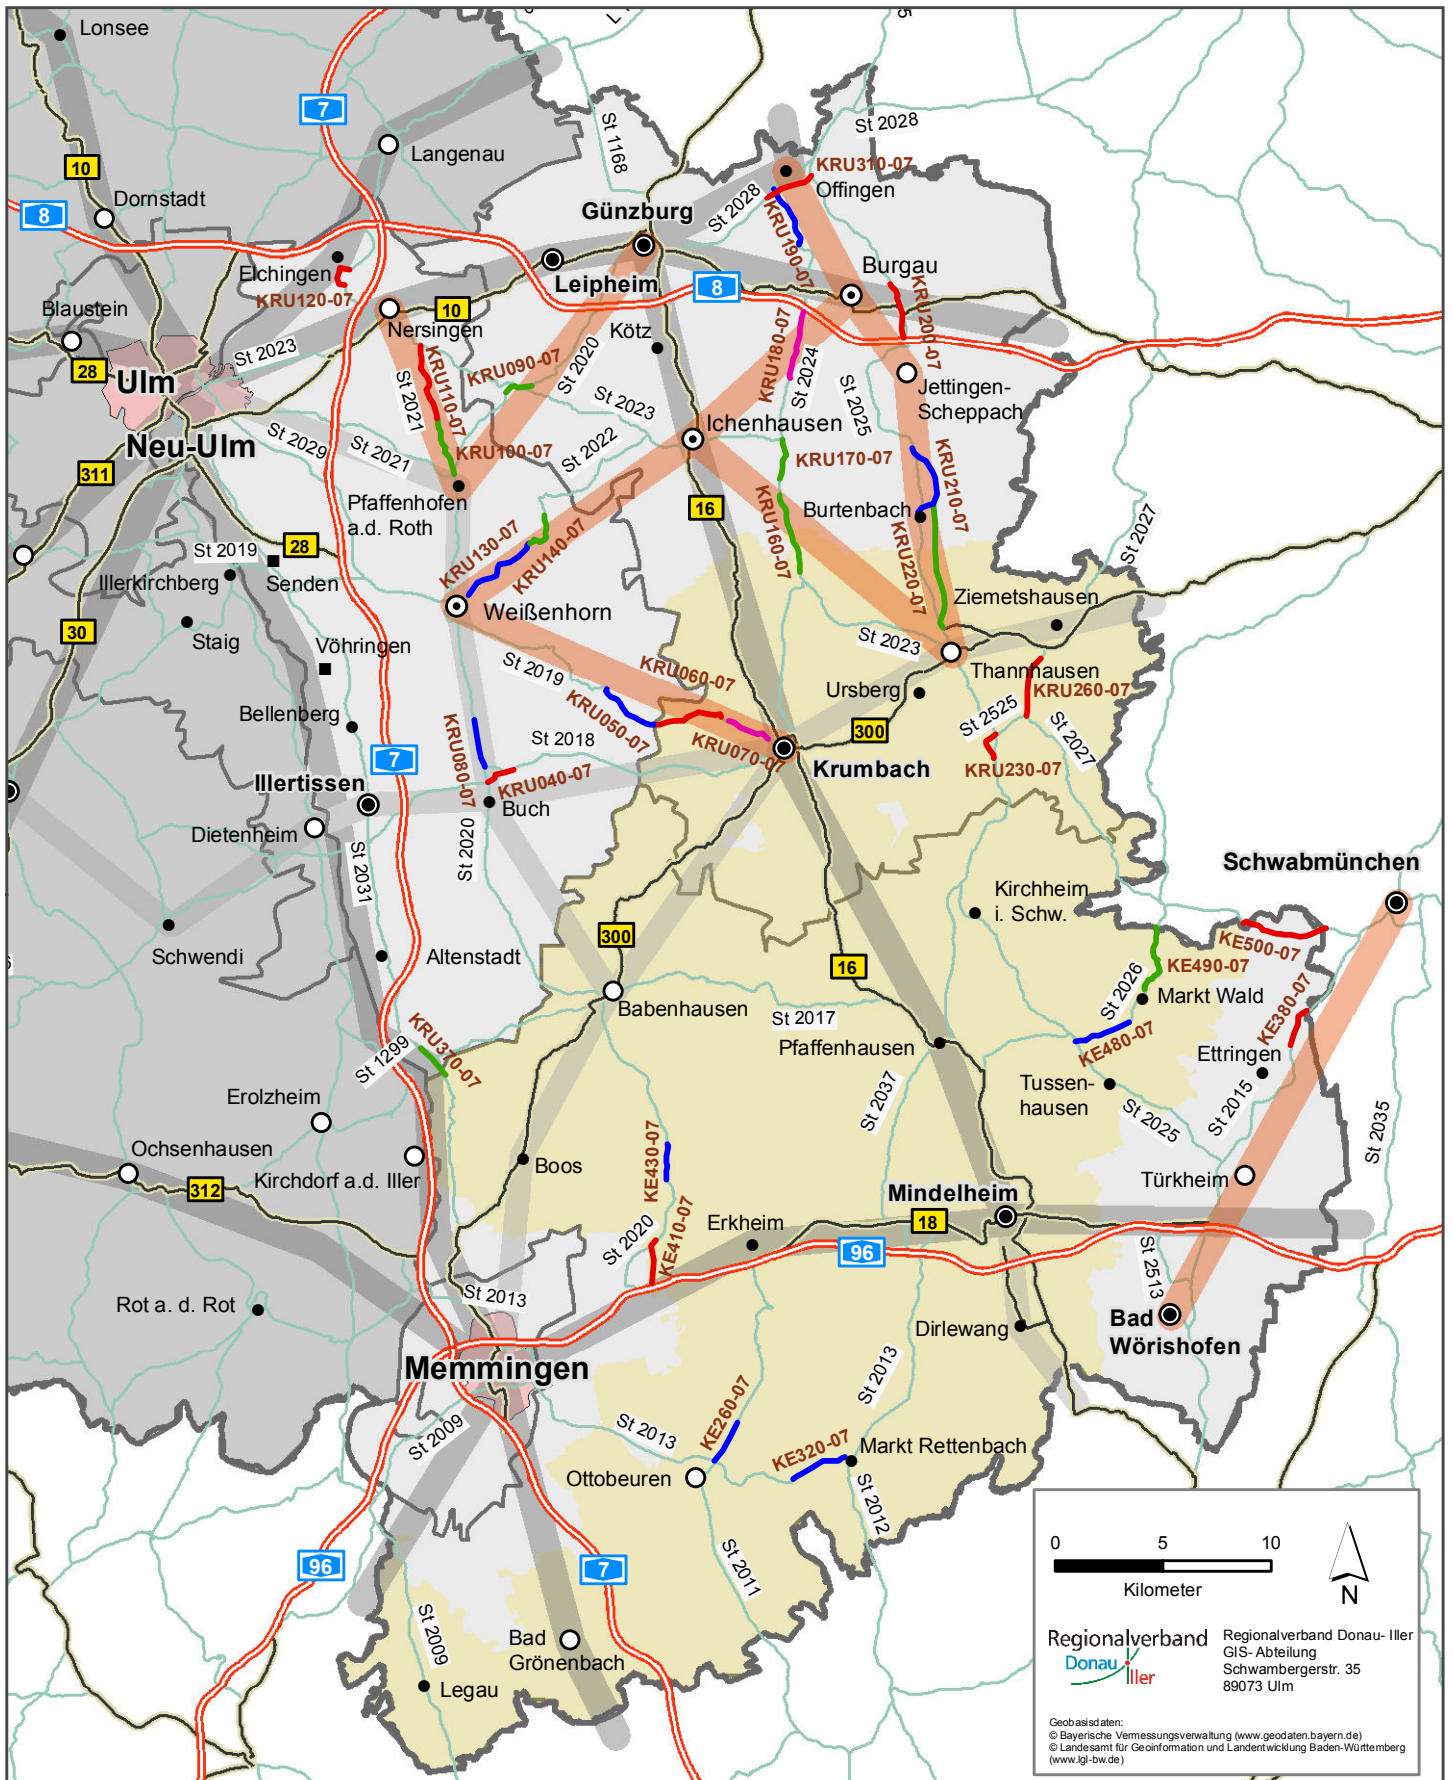 Lonsee
7
St 1168
St 2028
10
Langenau
KRU310-07
Offingen
Dornstadt
8
Günzburg
St 2028
KRU190-07
Elchingen
KRU120-07
Leipheim
Burgau
8
KRU200-07
Blaustein
10
Nersingen
Kötz
KRU180-07
28
St 2023
KRU090-07
St 2020
St 2024
Ulm
KRU110-07
St 2021
St 2023
St 2025
Jettingen-
Scheppach
Ichenhausen
Neu-Ulm
St 2029
St 2021
KRU100-07
St 2022
KRU170-07
KRU210-07
311
Pfaffenhofen
a.d. Roth
16
KRU160-07
Burtenbach
St 2027
KRU130-07
KRU140-07
KRU220-07
28
St 2019
Senden
Illerkirchberg
Weißenhorn
Ziemetshausen
30
Staig
Vöhringen
St 2023
St 2019
KRU060-07
Thannhausen
Ursberg
KRU260-07
KRU050-07
Bellenberg
St 2525
St 2027
KRU080-07
St 2018
KRU070-07
300
7
KRU040-07
Krumbach
KRU230-07
Illertissen
Buch
Dietenheim
St 2020
St 2031
Schwabmünchen
Kirchheim
i. Schw.
300
KE500-07
Schwendi
Altenstadt
16
KE490-07
St 2026
Markt Wald
KE380-07
Babenhausen
St 2017
KRU370-07
St 1299
Pfaffenhausen
KE480-07
Ettringen
St 2037
Tussen-
hausen
St 2025
St 2015
St 2035
Erolzheim
Ochsenhausen
Kirchdorf a.d. Iller
312
Boos
KE430-07
Türkheim
Mindelheim
18
Erkheim
St 2020
KE410-07
96
St 2513
St 2013
Rot a. d. Rot
Dirlewang
Bad
Wörishofen
Memmingen
St 2013
St 2009
St 2013
KE260-07
KE320-07
Markt Rettenbach
Ottobeuren
St 2012
96
7
St 2011
St 2009
Bad
Grönenbach
Legau
0 5 10
Kilometer
N
Regionalverband
Donau
Iller
Regionalverband Donau- Iller
GIS- Abteilung
Schwambergerstr. 35
89073 Ulm
Geobasisdaten:
© Bayerische Vermessungsverwaltung (www.geodaten.bayern.de)
© Landesamt für Geoinformation und Landentwicklung Baden-Württemberg
(www.lgl-bw.de)